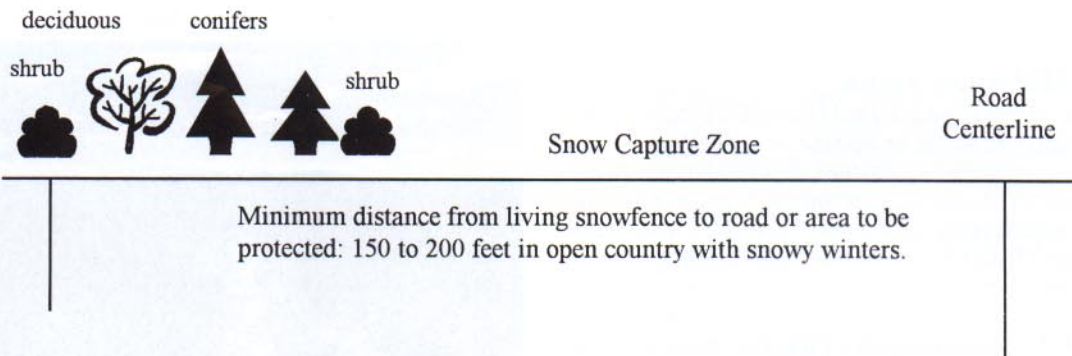 deciduous
conifers
shrub
shrub
Road
Centerline
Snow Capture Zone
Minimum distance from living snowfence to road or area to be
protected: 150 to 200 feet in open country with snowy winters.